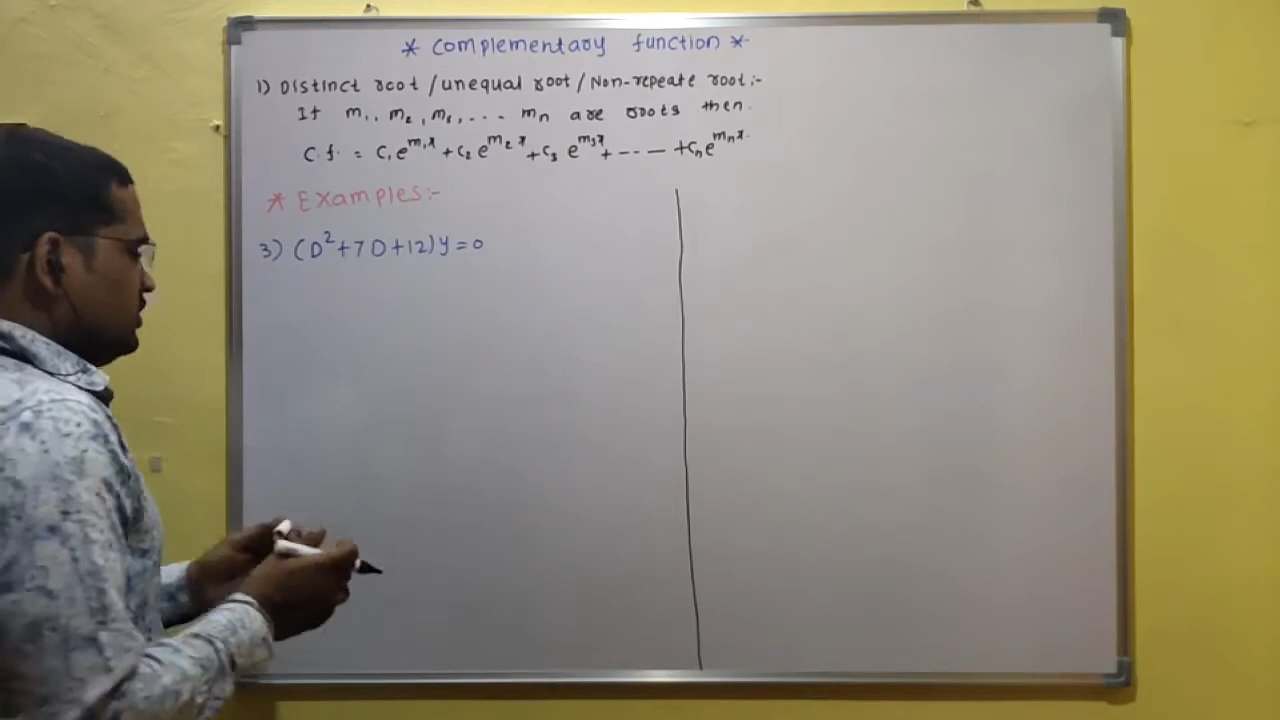 * Complementary function *
1) Distinct root / unequal root / Non-repeate root:-
If m₁, m₂, m₃, ... mₙ are roots then.
C.f. = C₁e^{m₁x} + C₂e^{m₂x} + C₃e^{m₃x} + ---- + Cₙe^{mₙx}.
* Examples:-
3) (D² + 7D + 12)y = 0